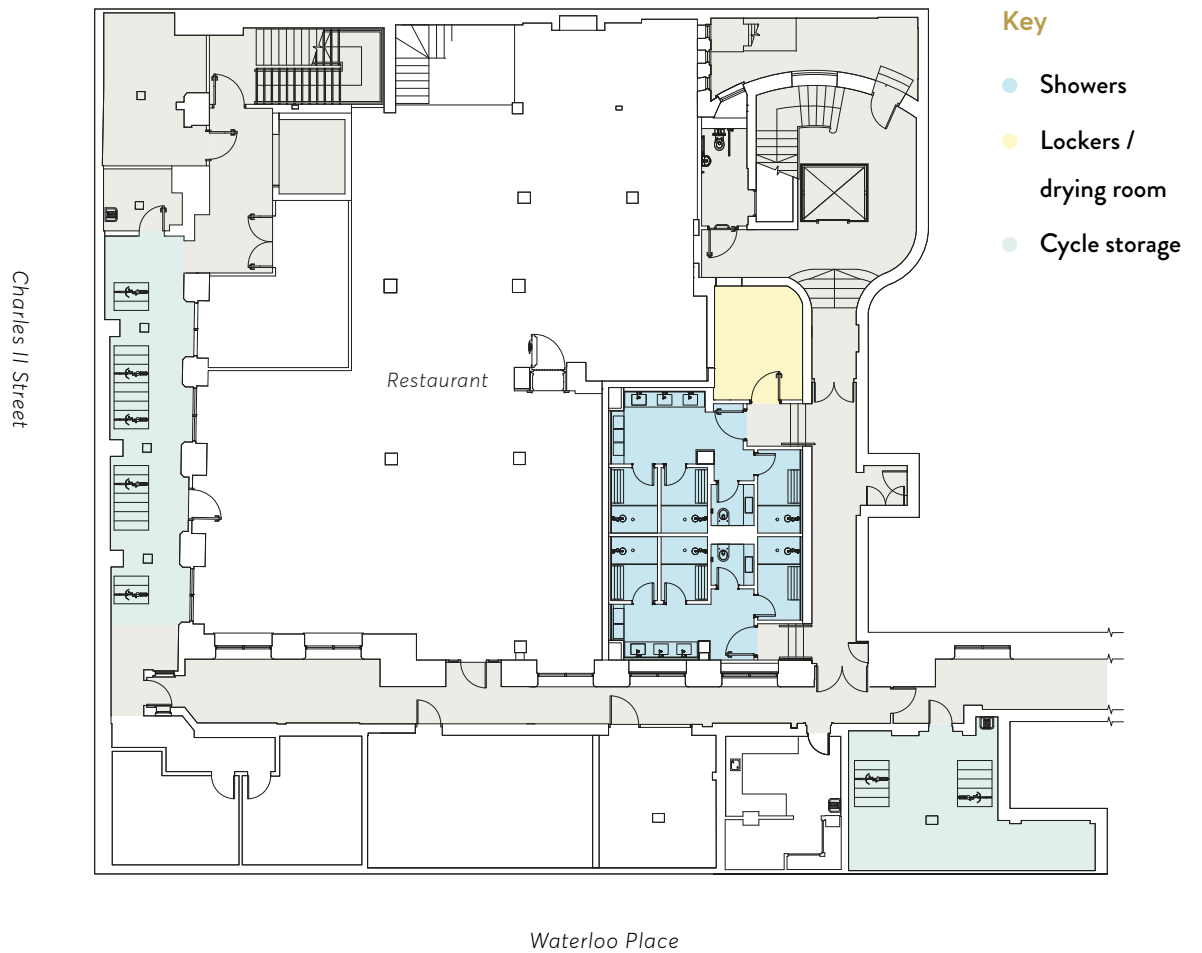 Key
Showers
Lockers /
drying room
Cycle storage
Charles II Street
Restaurant
Waterloo Place